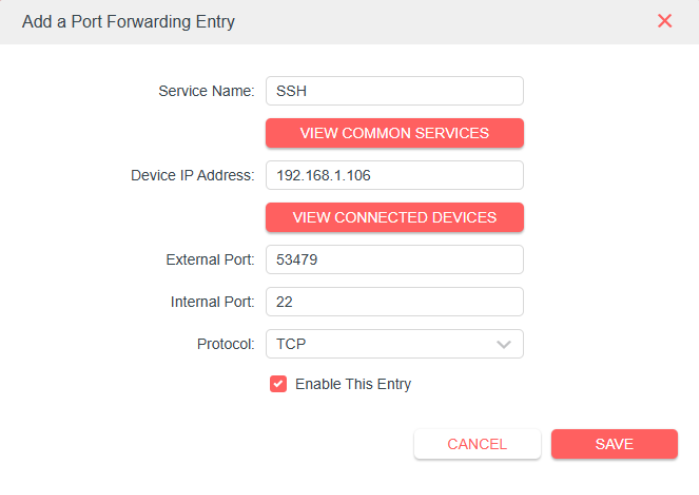 Add a Port Forwarding Entry
Service Name: SSH
VIEW COMMON SERVICES
Device IP Address: 192.168.1.106
VIEW CONNECTED DEVICES
External Port: 53479
Internal Port: 22
Protocol: TCP
Enable This Entry
CANCEL SAVE